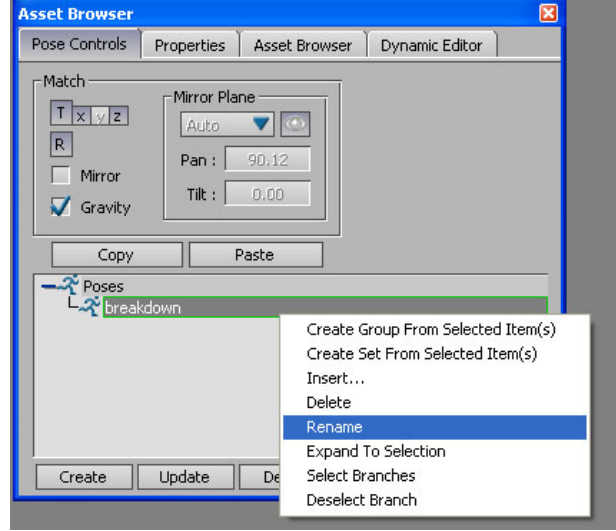 Asset Browser
Pose Controls Properties Asset Browser Dynamic Editor
Match
T x y z
Mirror Plane
Auto
R
Pan : 90.12
Mirror
Tilt : 0.00
Gravity
Copy Paste
Poses
breakdown
Create Group From Selected Item(s)
Create Set From Selected Item(s)
Insert...
Delete
Rename
Expand To Selection
Select Branches
Deselect Branch
Create Update De